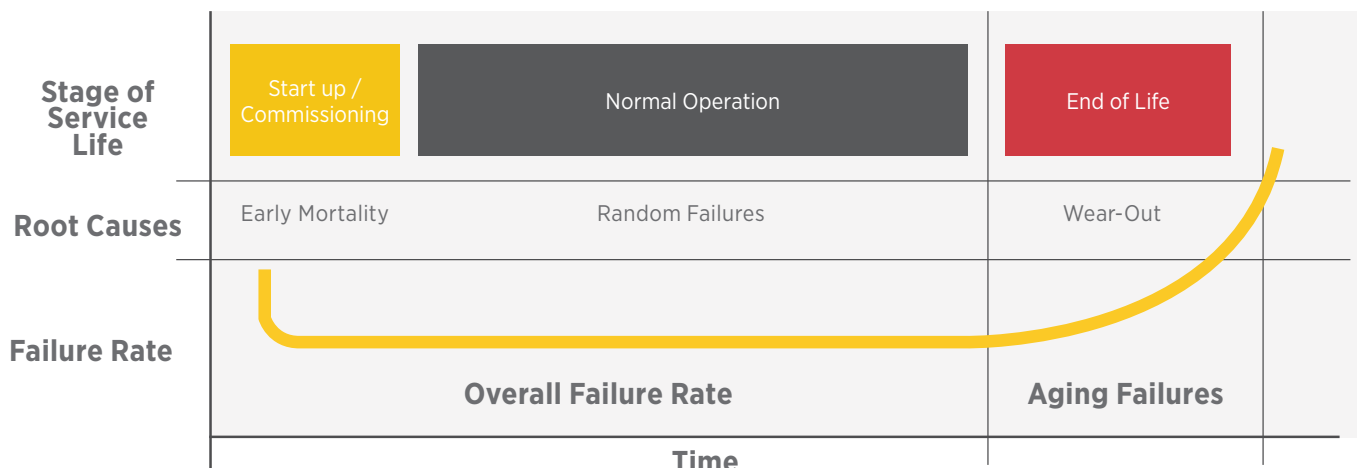 Stage of
Service
Life
Start up /
Commissioning
Normal Operation
End of Life
Root Causes
Early Mortality
Random Failures
Wear-Out
Failure Rate
Overall Failure Rate
Aging Failures
Time